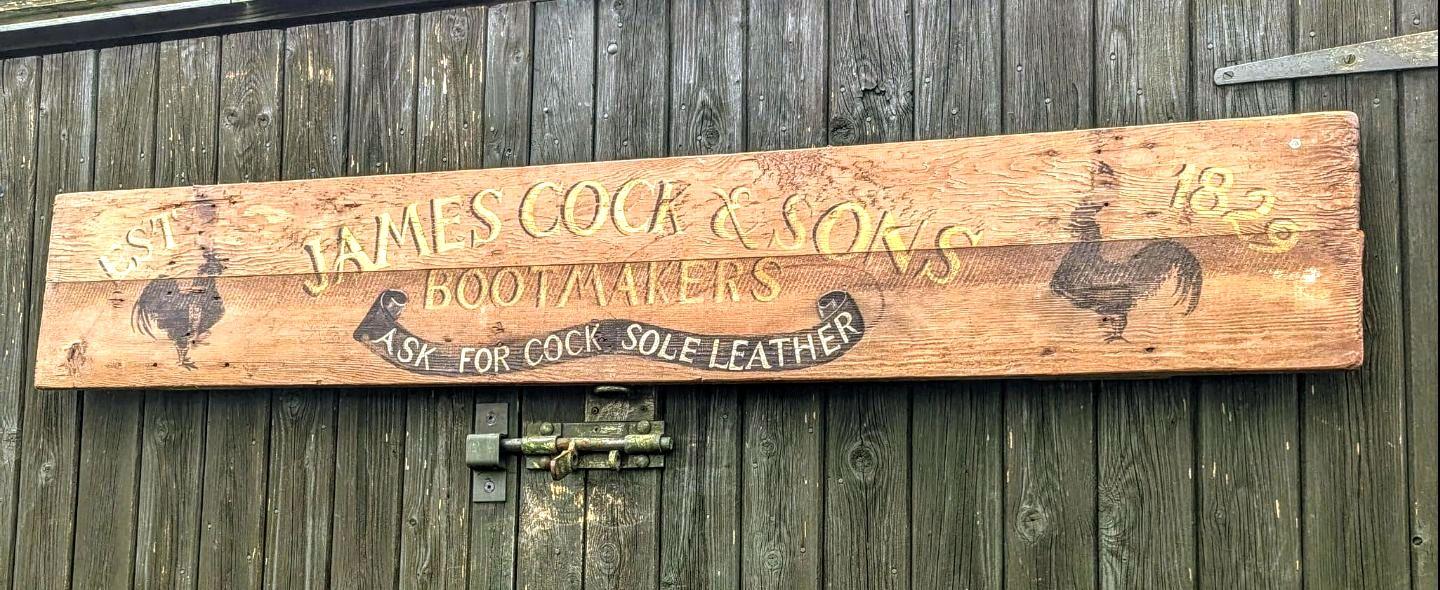 EST 1829
JAMES COCK & SONS
BOOTMAKERS
ASK FOR COCK SOLE LEATHER